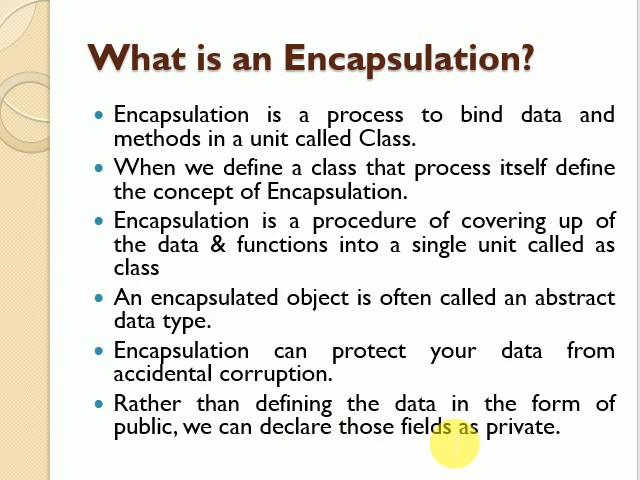 What is an Encapsulation?
• Encapsulation is a process to bind data and
methods in a unit called Class.
• When we define a class that process itself define
the concept of Encapsulation.
• Encapsulation is a procedure of covering up of
the data & functions into a single unit called as
class
• An encapsulated object is often called an abstract
data type.
• Encapsulation can protect your data from
accidental corruption.
• Rather than defining the data in the form of
public, we can declare those fields as private.